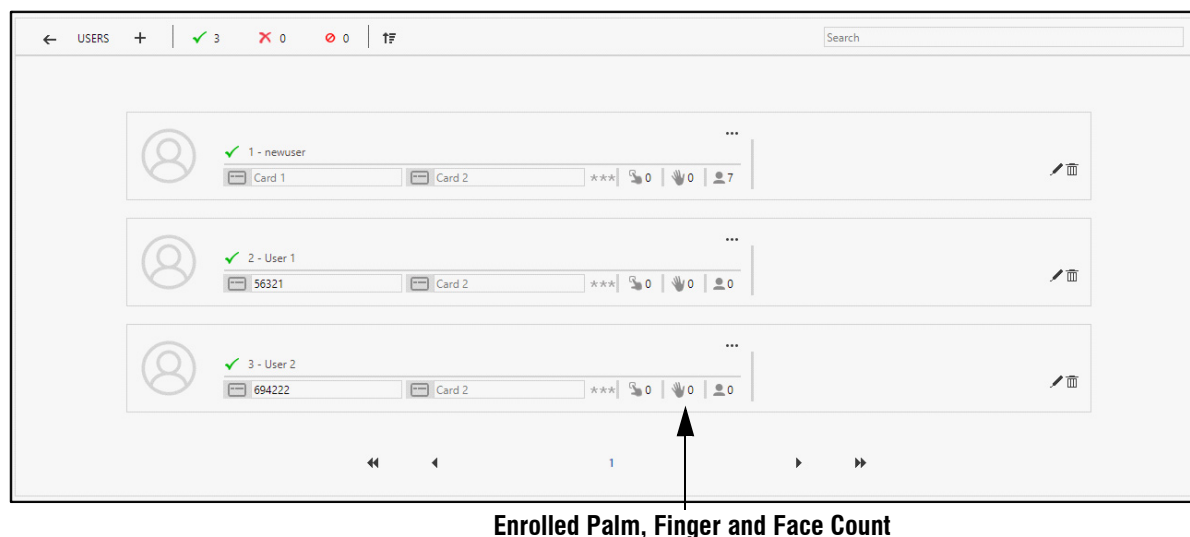 USERS + 3 0 0 Search
...
1 - newuser
Card 1 Card 2 *** 0 0 7
...
2 - User 1
56321 Card 2 *** 0 0 0
...
3 - User 2
694222 Card 2 *** 0 0 0
1
Enrolled Palm, Finger and Face Count